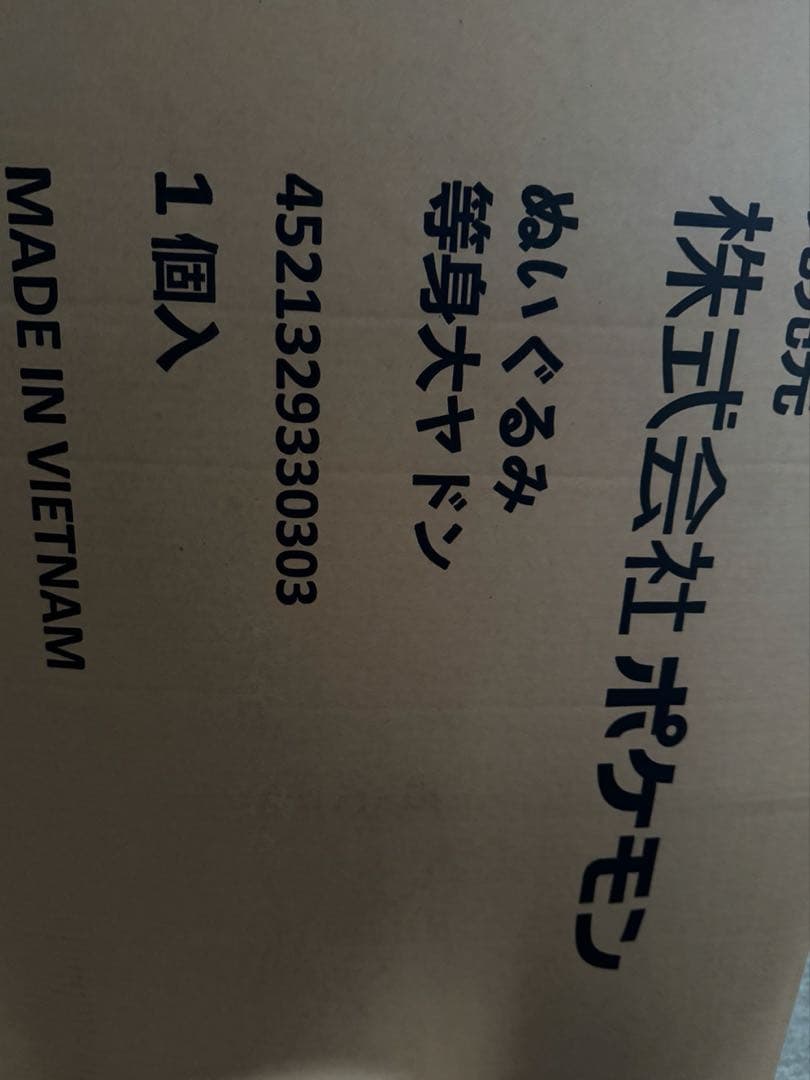 株式会社ポケモン
ぬいぐるみ
等身大ヤドン
4521329330303
1個入
MADE IN VIETNAM